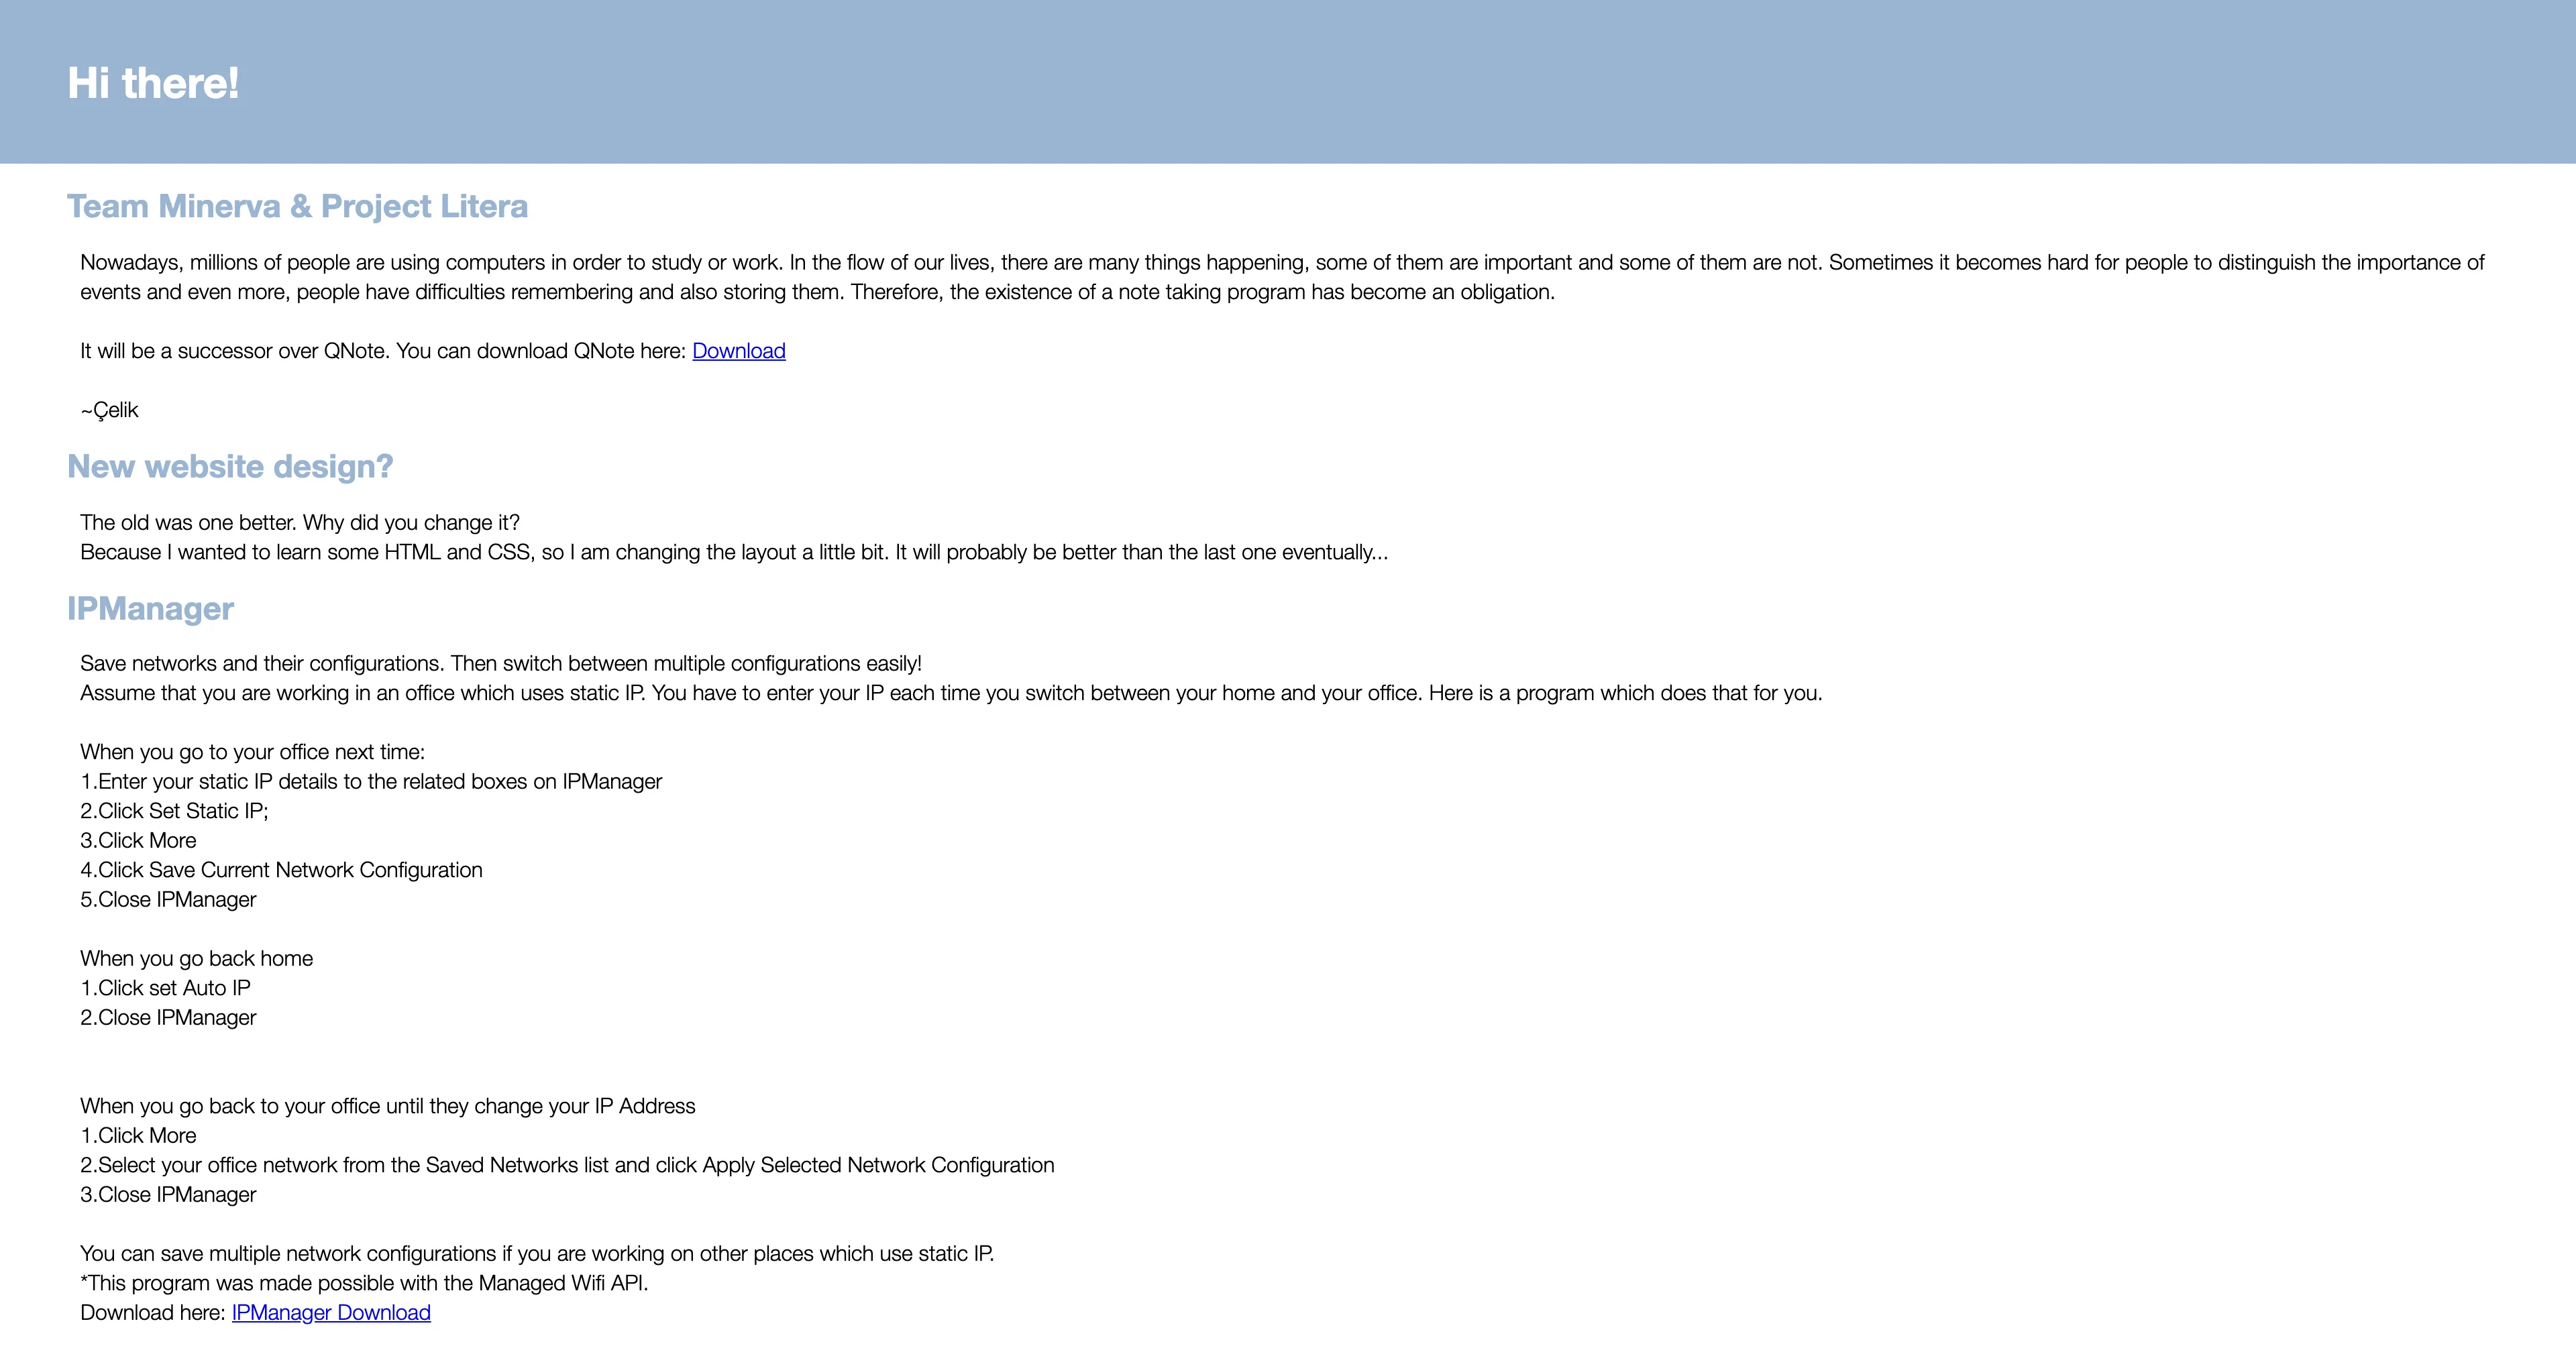 Hi there!
Team Minerva & Project Litera
Nowadays, millions of people are using computers in order to study or work. In the flow of our lives, there are many things happening, some of them are important and some of them are not. Sometimes it becomes hard for people to distinguish the importance of
events and even more, people have difficulties remembering and also storing them. Therefore, the existence of a note taking program has become an obligation.
It will be a successor over QNote. You can download QNote here: Download
~Çelik
New website design?
The old was one better. Why did you change it?
Because I wanted to learn some HTML and CSS, so I am changing the layout a little bit. It will probably be better than the last one eventually...
IPManager
Save networks and their configurations. Then switch between multiple configurations easily!
Assume that you are working in an office which uses static IP. You have to enter your IP each time you switch between your home and your office. Here is a program which does that for you.
When you go to your office next time:
1.Enter your static IP details to the related boxes on IPManager
2.Click Set Static IP;
3.Click More
4.Click Save Current Network Configuration
5.Close IPManager
When you go back home
1.Click set Auto IP
2.Close IPManager
When you go back to your office until they change your IP Address
1.Click More
2.Select your office network from the Saved Networks list and click Apply Selected Network Configuration
3.Close IPManager
You can save multiple network configurations if you are working on other places which use static IP.
*This program was made possible with the Managed Wifi API.
Download here: IPManager Download